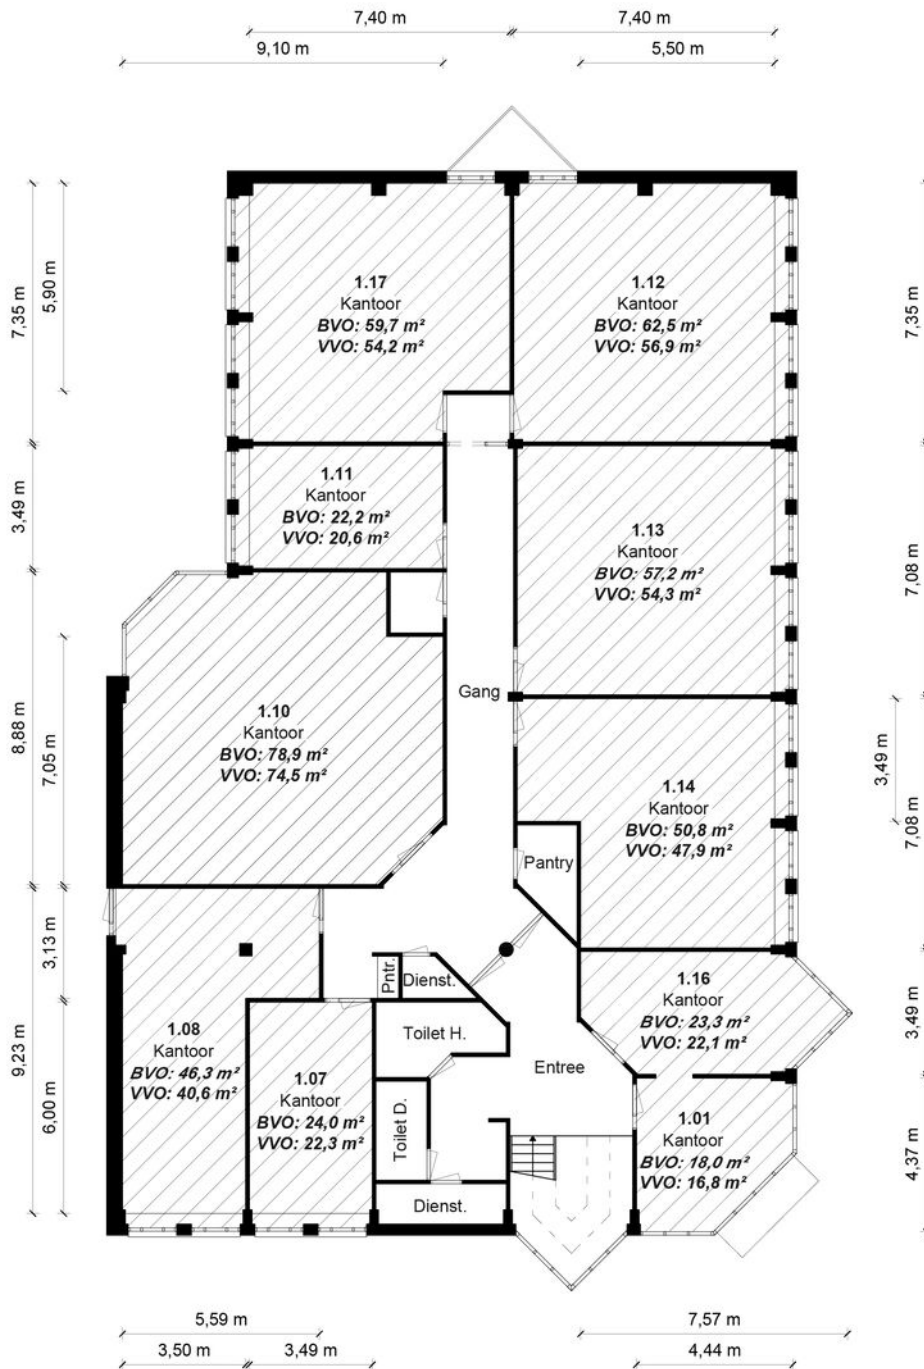 7,40 m
7,40 m
9,10 m
5,50 m
7,35 m
5,90 m
7,35 m
1.17
Kantoor
BVO: 59,7 m²
VVO: 54,2 m²
1.12
Kantoor
BVO: 62,5 m²
VVO: 56,9 m²
3,49 m
1.11
Kantoor
BVO: 22,2 m²
VVO: 20,6 m²
1.13
Kantoor
BVO: 57,2 m²
VVO: 54,3 m²
7,08 m
Gang
8,88 m
7,05 m
1.10
Kantoor
BVO: 78,9 m²
VVO: 74,5 m²
1.14
Kantoor
BVO: 50,8 m²
VVO: 47,9 m²
3,49 m
7,08 m
Pantry
3,13 m
9,23 m
6,00 m
Pntr.
Dienst.
1.16
Kantoor
BVO: 23,3 m²
VVO: 22,1 m²
3,49 m
1.08
Kantoor
BVO: 46,3 m²
VVO: 40,6 m²
Toilet H.
1.07
Kantoor
BVO: 24,0 m²
VVO: 22,3 m²
Entree
Toilet D.
1.01
Kantoor
BVO: 18,0 m²
VVO: 16,8 m²
4,37 m
Dienst.
5,59 m
7,57 m
3,50 m
3,49 m
4,44 m